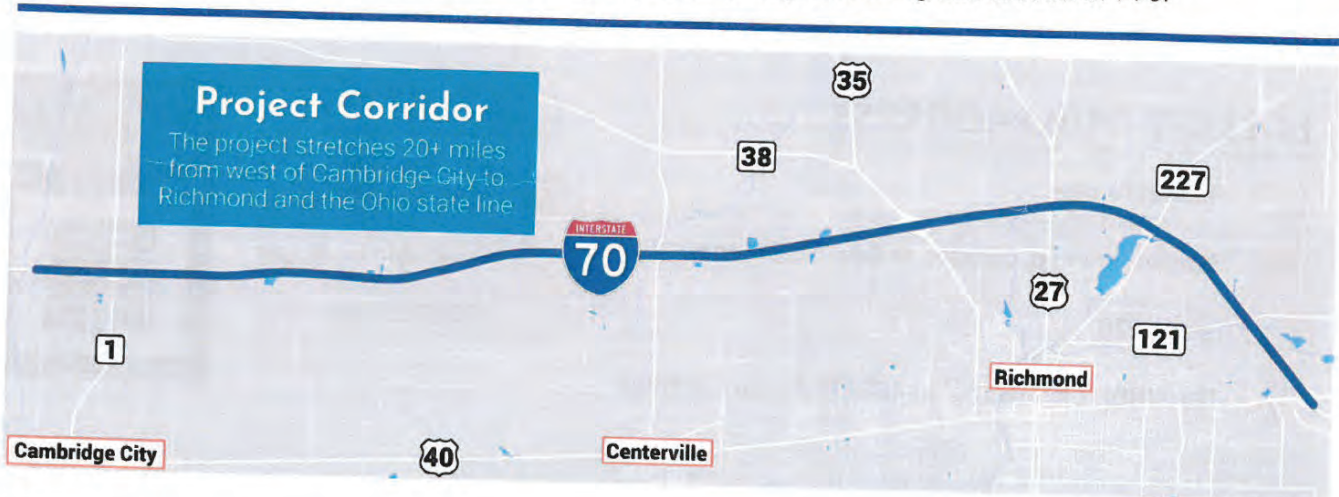 Project Corridor
The project stretches 20+ miles
from west of Cambridge City to
Richmond and the Ohio state line
35
38
227
INTERSTATE
70
27
1
121
Richmond
Cambridge City
40
Centerville